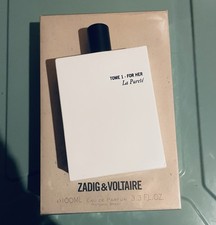 TOME 1 : FOR HER
La Pureté
ZADIG & VOLTAIRE
100ML Eau de Parfum 3.3 FL.OZ.